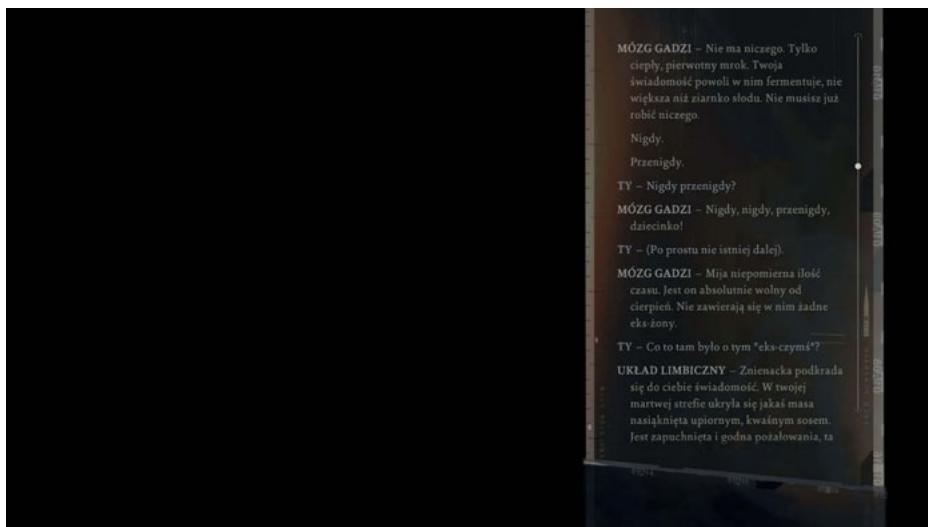 MÓZG GADZI – Nie ma niczego. Tylko
ciepły, pierwotny mrok. Twoja
świadomość powoli w nim fermentuje, nie
większa niż ziarnko słodu. Nie musisz już
robić niczego.
Nigdy.
Przenigdy.
TY – Nigdy przenigdy?
MÓZG GADZI – Nigdy, nigdy, przenigdy,
dziecinko!
TY – (Po prostu nie istniej dalej).
MÓZG GADZI – Mija niepomierna ilość
czasu. Jest on absolutnie wolny od
cierpień. Nie zawierają się w nim żadne
eks-żony.
TY – Co to tam było o tym *eks-czymś*?
UKŁAD LIMBICZNY – Znienacka podkrada
się do ciebie świadomość. W twojej
martwej strefie ukryła się jakaś masa
nasiąknięta upiornym, kwaśnym sosem.
Jest zapuchnięta i godna pożałowania, ta